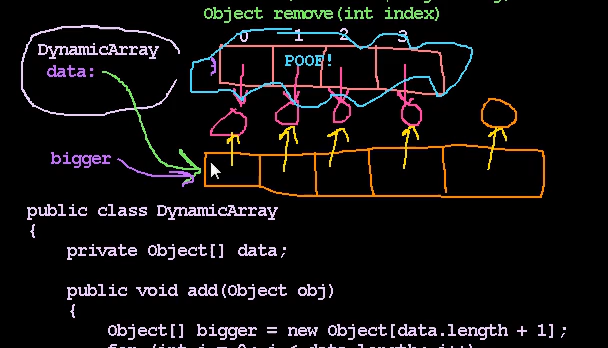 Object remove(int index)
0 1 2 3
DynamicArray
POOF!
data:
bigger
public class DynamicArray
{
private Object[] data;
public void add(Object obj)
{
Object[] bigger = new Object[data.length + 1];